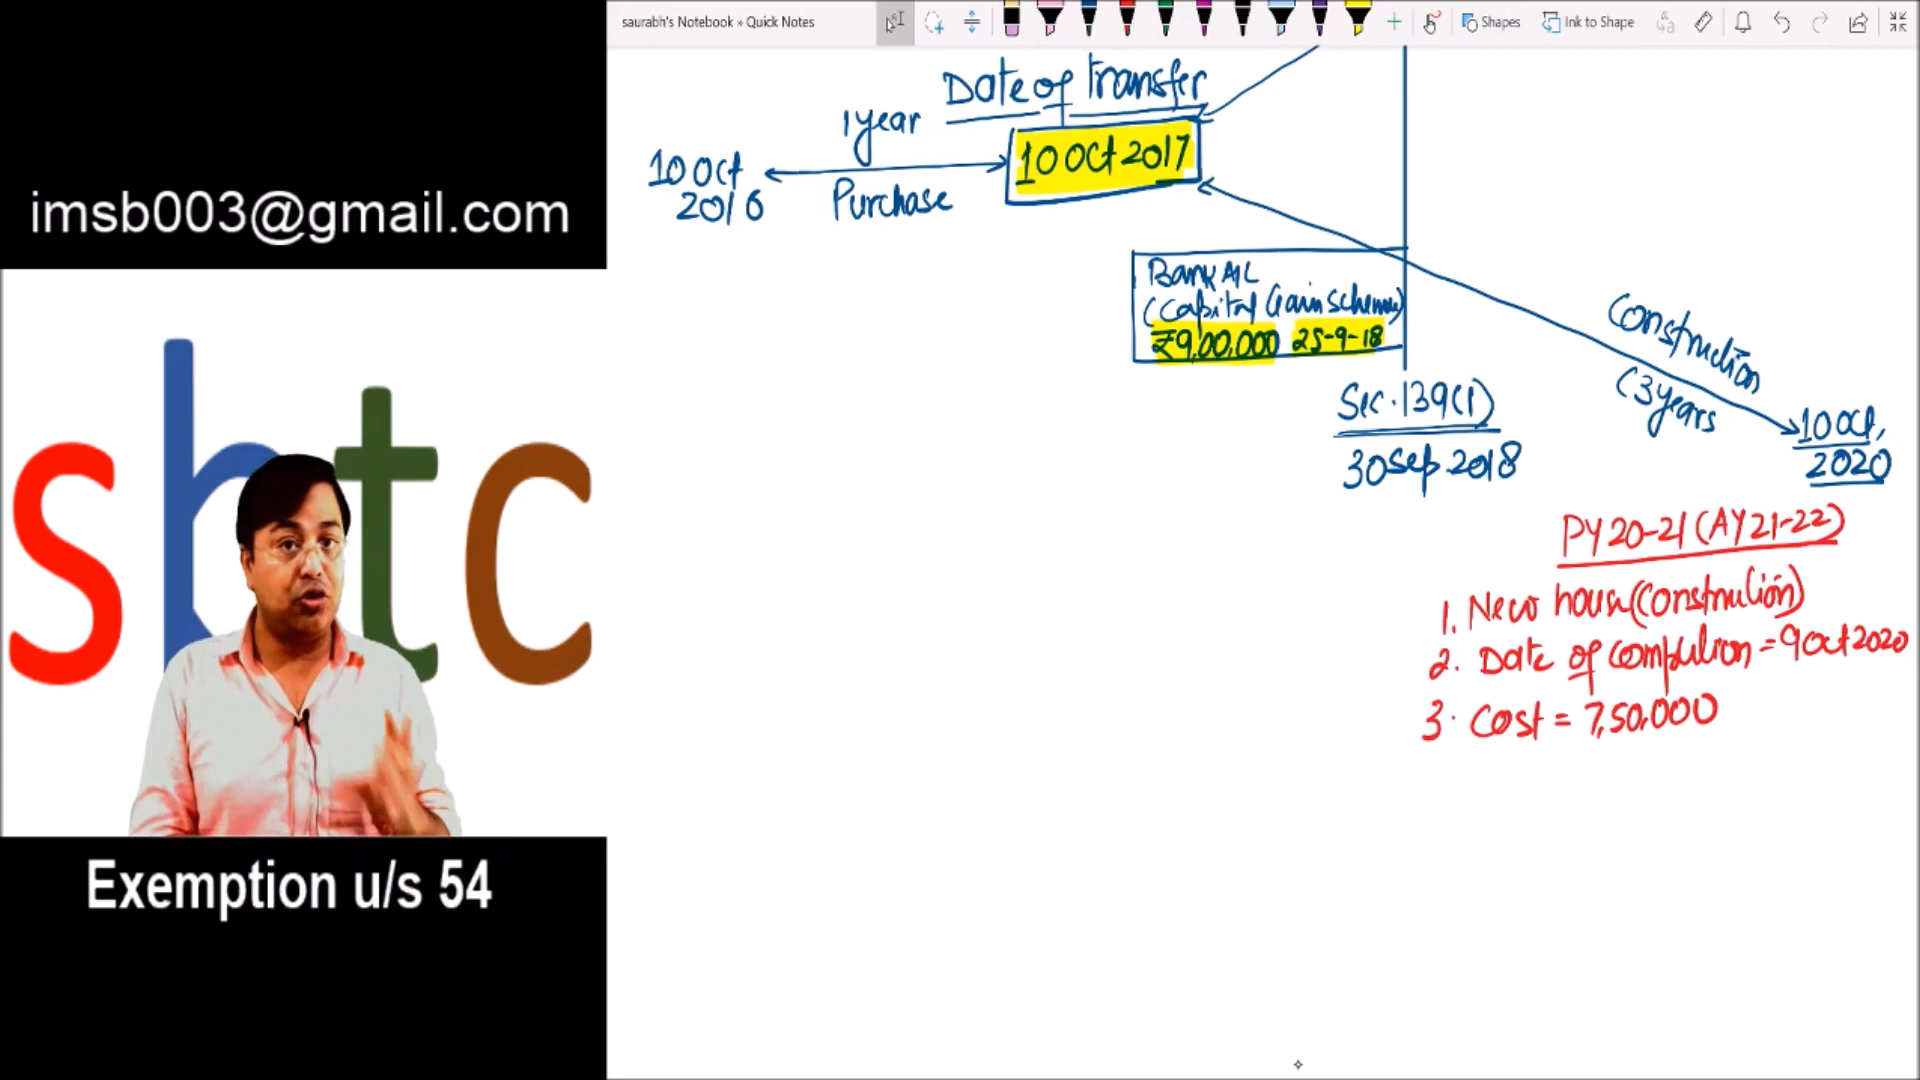 imsb003@gmail.com
sbtc
Exemption u/s 54
saurabh's Notebook » Quick Notes
Shapes
Ink to Shape
Date of transfer
1 year
10 Oct 2017
10 Oct
2016
Purchase
Bank A/c
(Capital Gain scheme)
₹9,00,000 25-9-18
Construction
(3 years
Sec. 139(1)
30 Sep 2018
10 Oct,
2020
PY 20-21 (AY 21-22)
1. New house (Construction)
2. Date of completion = 9 Oct 2020
3. Cost = 7,50,000